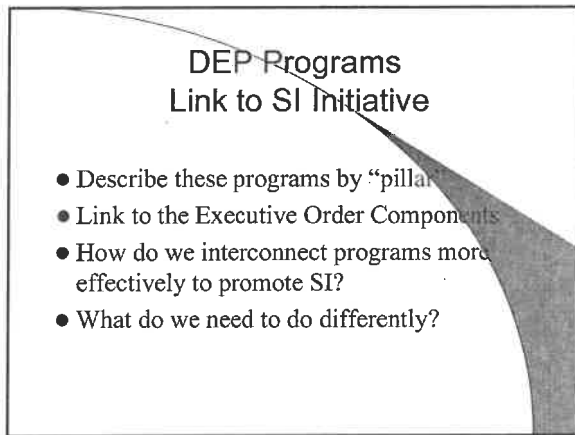 DEP Programs
Link to SI Initiative
● Describe these programs by “pillar”
● Link to the Executive Order Components
● How do we interconnect programs more
effectively to promote SI?
● What do we need to do differently?